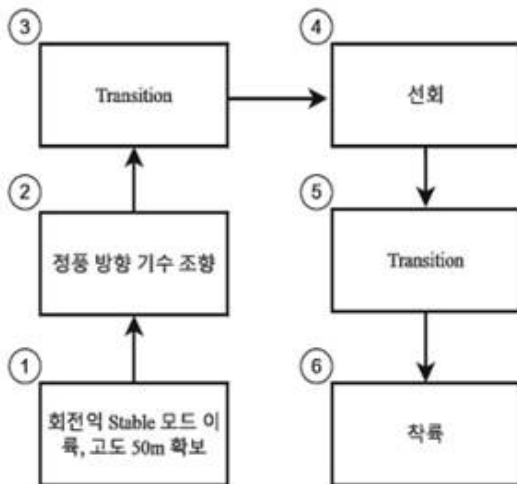 ③
Transition
④
선회
②
정풍 방향 기수 조향
⑤
Transition
①
회전역 Stable 모드 이
륙, 고도 50m 확보
⑥
착륙